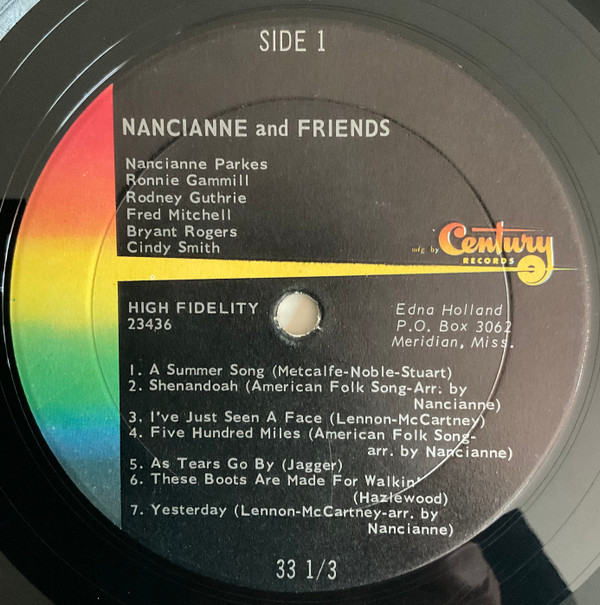 SIDE 1
NANCIANNE and FRIENDS
Nancianne Parkes
Ronnie Gammill
Rodney Guthrie
Fred Mitchell
Bryant Rogers
Cindy Smith
mfg by Century
RECORDS
HIGH FIDELITY
23436
Edna Holland
P.O. Box 3062
Meridian, Miss.
1. A Summer Song (Metcalfe-Noble-Stuart)
2. Shenandoah (American Folk Song-Arr. by
Nancianne)
3. I've Just Seen A Face (Lennon-McCartney)
4. Five Hundred Miles (American Folk Song-
arr. by Nancianne)
5. As Tears Go By (Jagger)
6. These Boots Are Made For Walkin'
(Hazlewood)
7. Yesterday (Lennon-McCartney-arr. by
Nancianne)
33 1/3